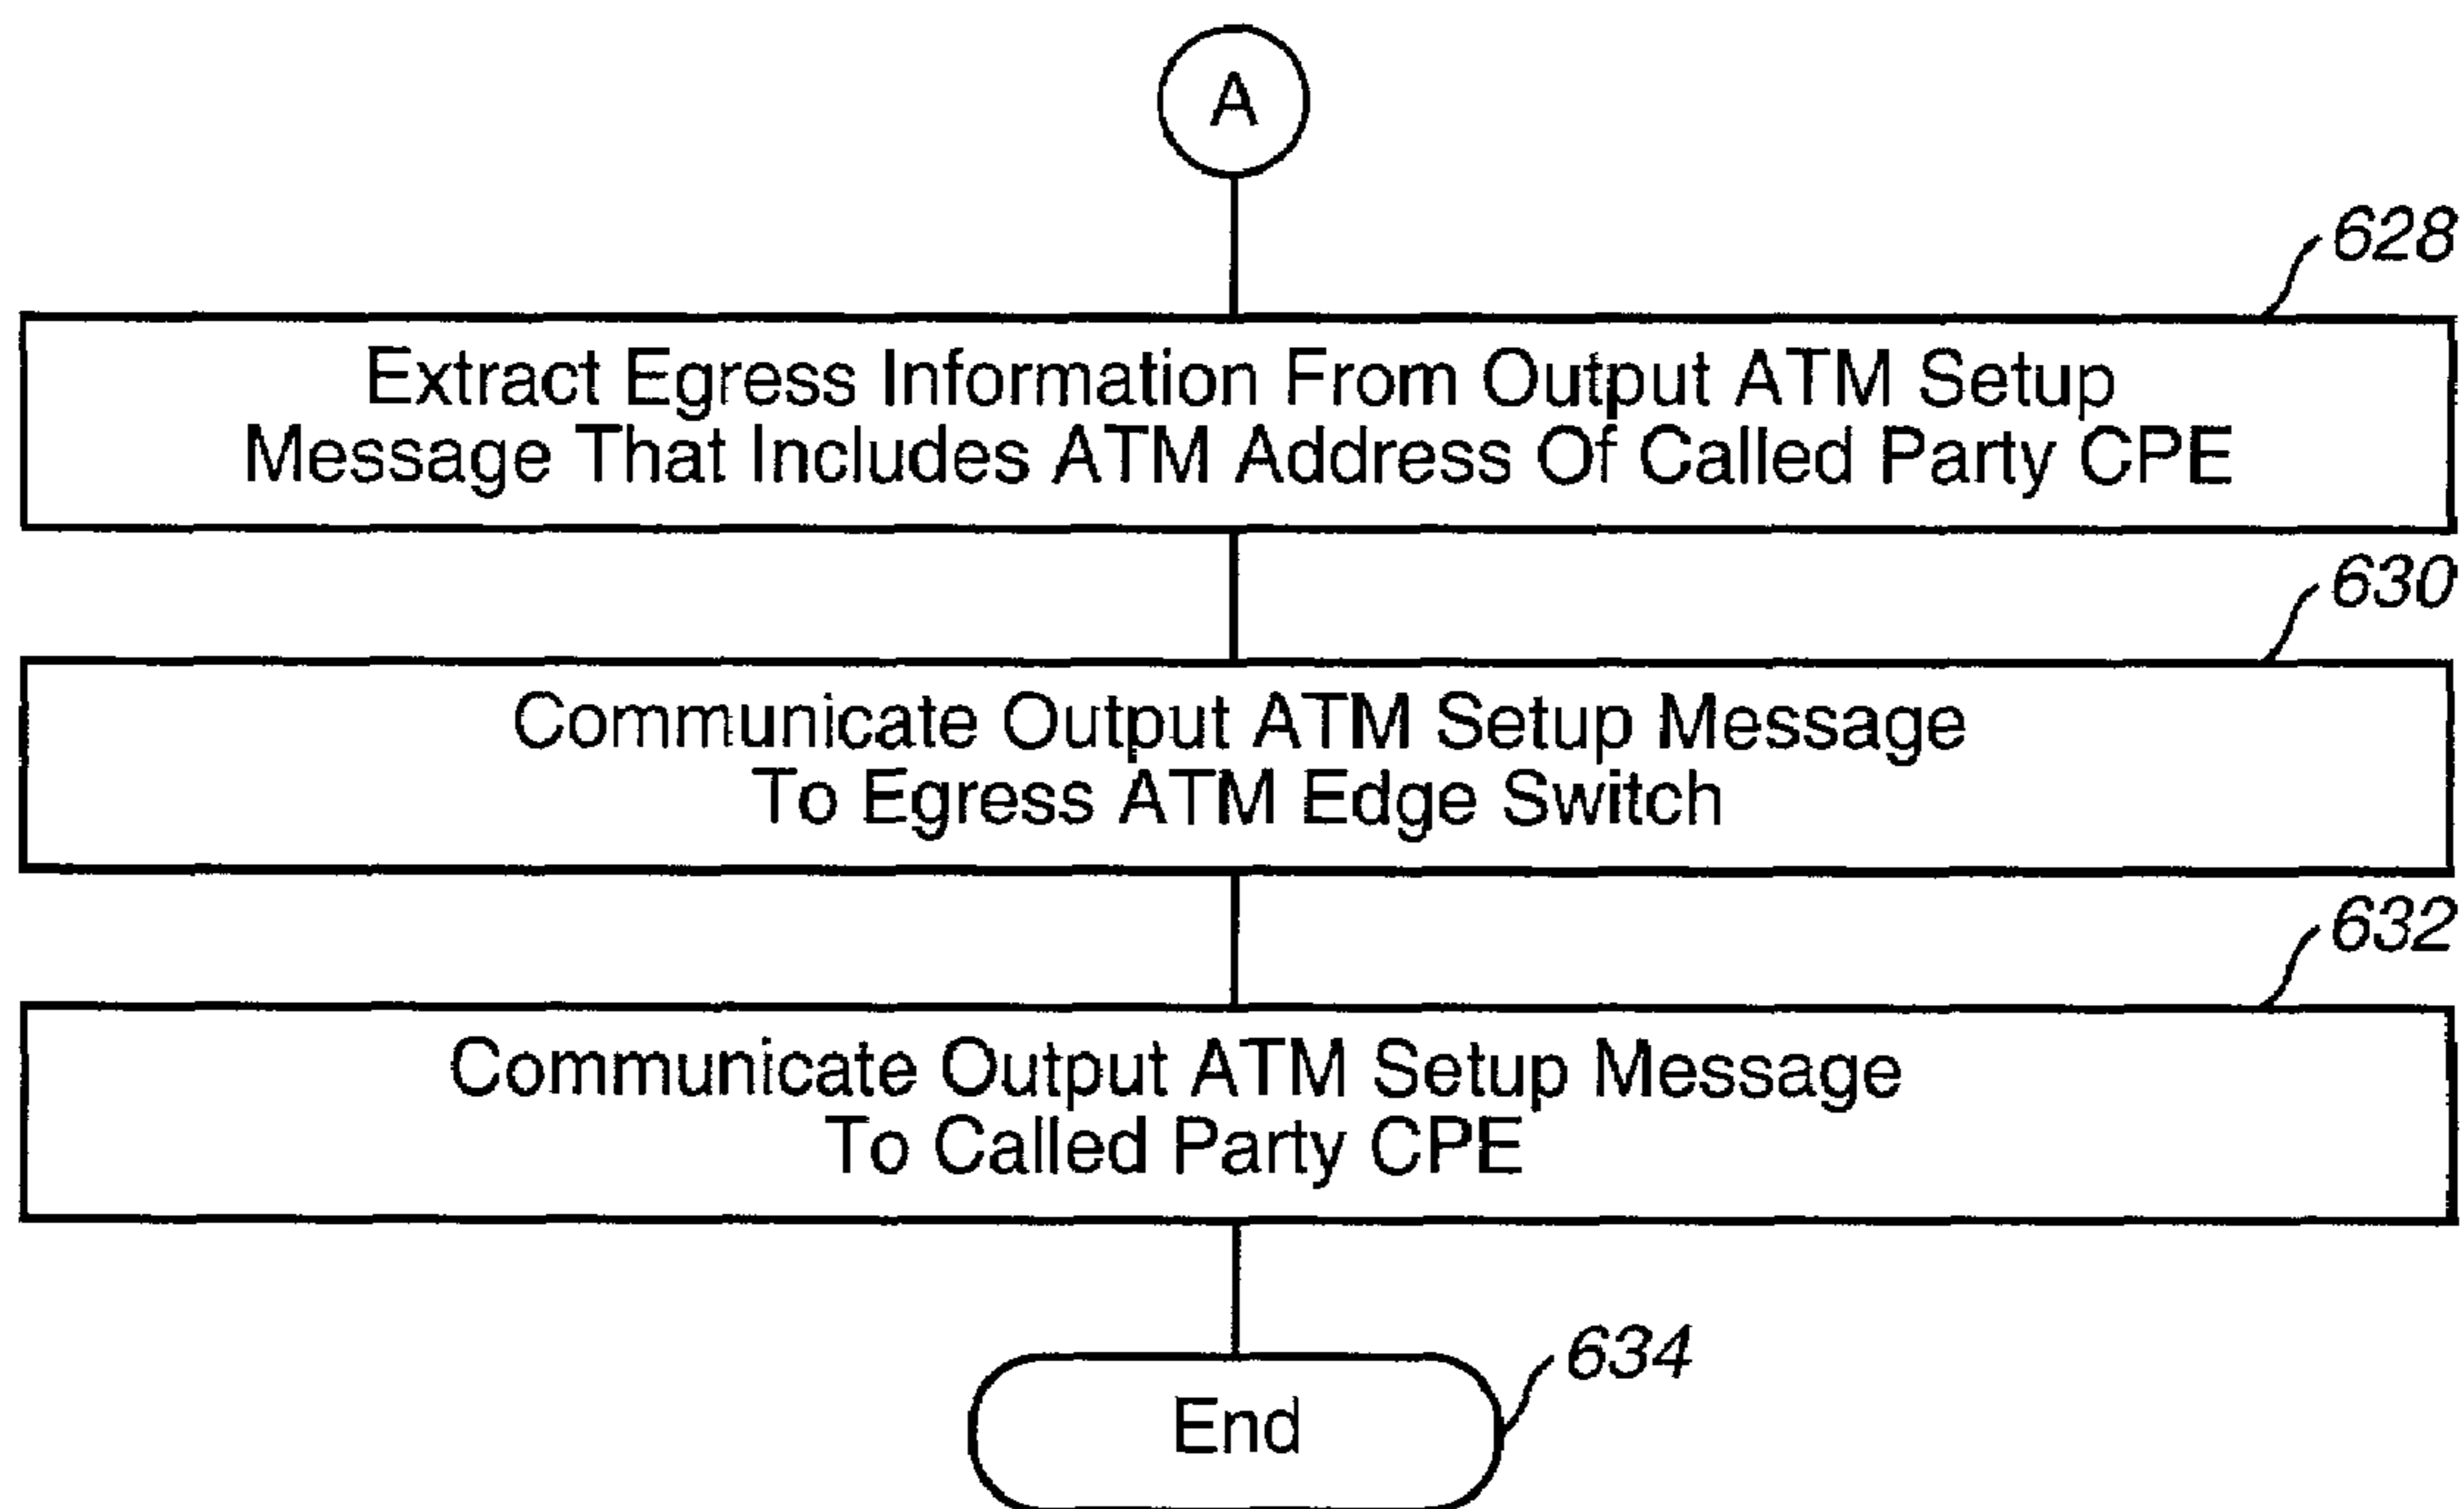 A
628
Extract Egress Information From Output ATM Setup
Message That Includes ATM Address Of Called Party CPE
630
Communicate Output ATM Setup Message
To Egress ATM Edge Switch
632
Communicate Output ATM Setup Message
To Called Party CPE
634
End